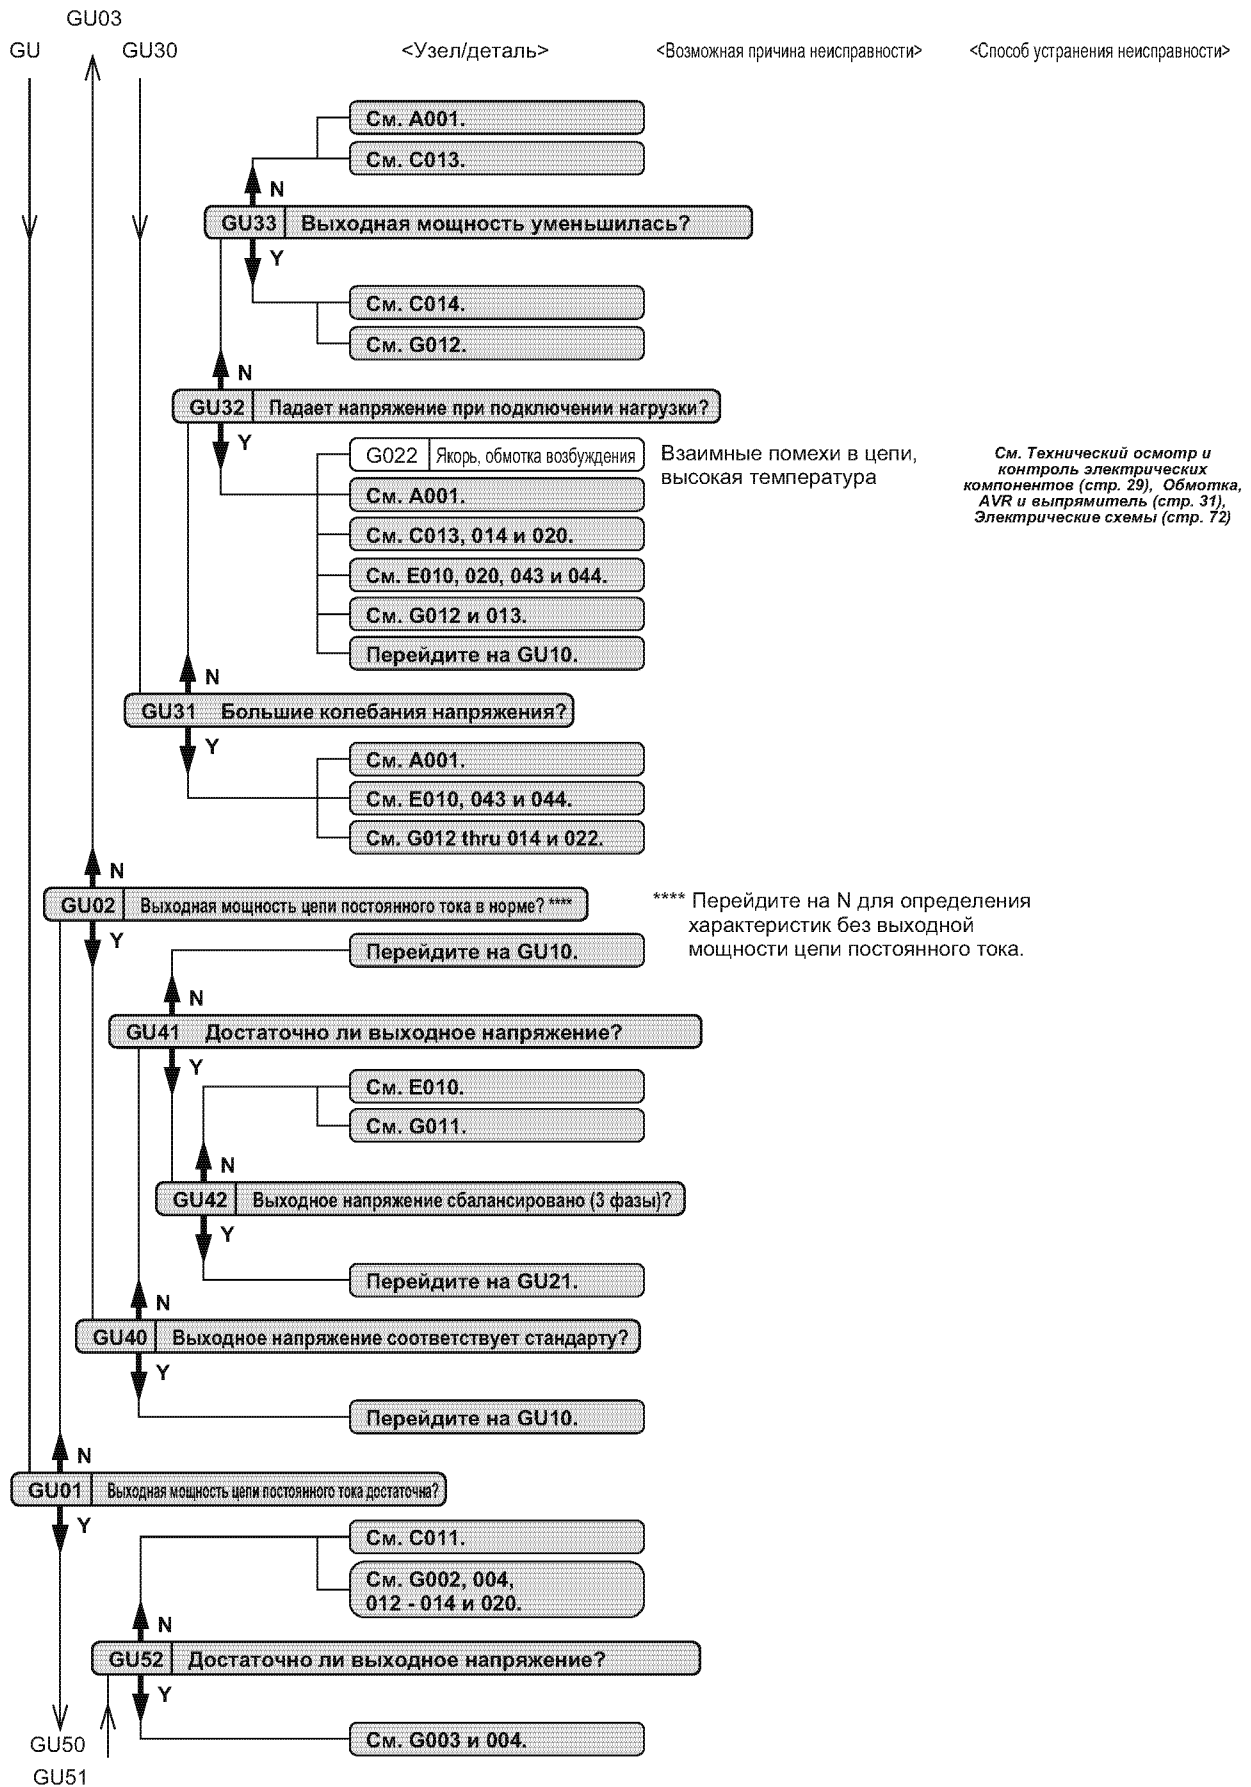 GU03
GU GU30 <Узел/деталь> <Возможная причина неисправности> <Способ устранения неисправности>
См. A001.
См. C013.
N
GU33 Выходная мощность уменьшилась?
Y
См. C014.
См. G012.
N
GU32 Падает напряжение при подключении нагрузки?
Y
G022 Якорь, обмотка возбуждения
Взаимные помехи в цепи,
высокая температура
См. Технический осмотр и
контроль электрических
компонентов (стр. 29), Обмотка,
AVR и выпрямитель (стр. 31),
Электрические схемы (стр. 72)
См. A001.
См. C013, 014 и 020.
См. E010, 020, 043 и 044.
См. G012 и 013.
Перейдите на GU10.
N
GU31 Большие колебания напряжения?
Y
См. A001.
См. E010, 043 и 044.
См. G012 thru 014 и 022.
N
GU02 Выходная мощность цепи постоянного тока в норме? ****
Y
**** Перейдите на N для определения
характеристик без выходной
мощности цепи постоянного тока.
Перейдите на GU10.
N
GU41 Достаточно ли выходное напряжение?
Y
См. E010.
См. G011.
N
GU42 Выходное напряжение сбалансировано (3 фазы)?
Y
Перейдите на GU21.
N
GU40 Выходное напряжение соответствует стандарту?
Y
Перейдите на GU10.
N
GU01 Выходная мощность цепи постоянного тока достаточна?
Y
См. C011.
См. G002, 004,
012 - 014 и 020.
N
GU52 Достаточно ли выходное напряжение?
Y
См. G003 и 004.
GU50
GU51